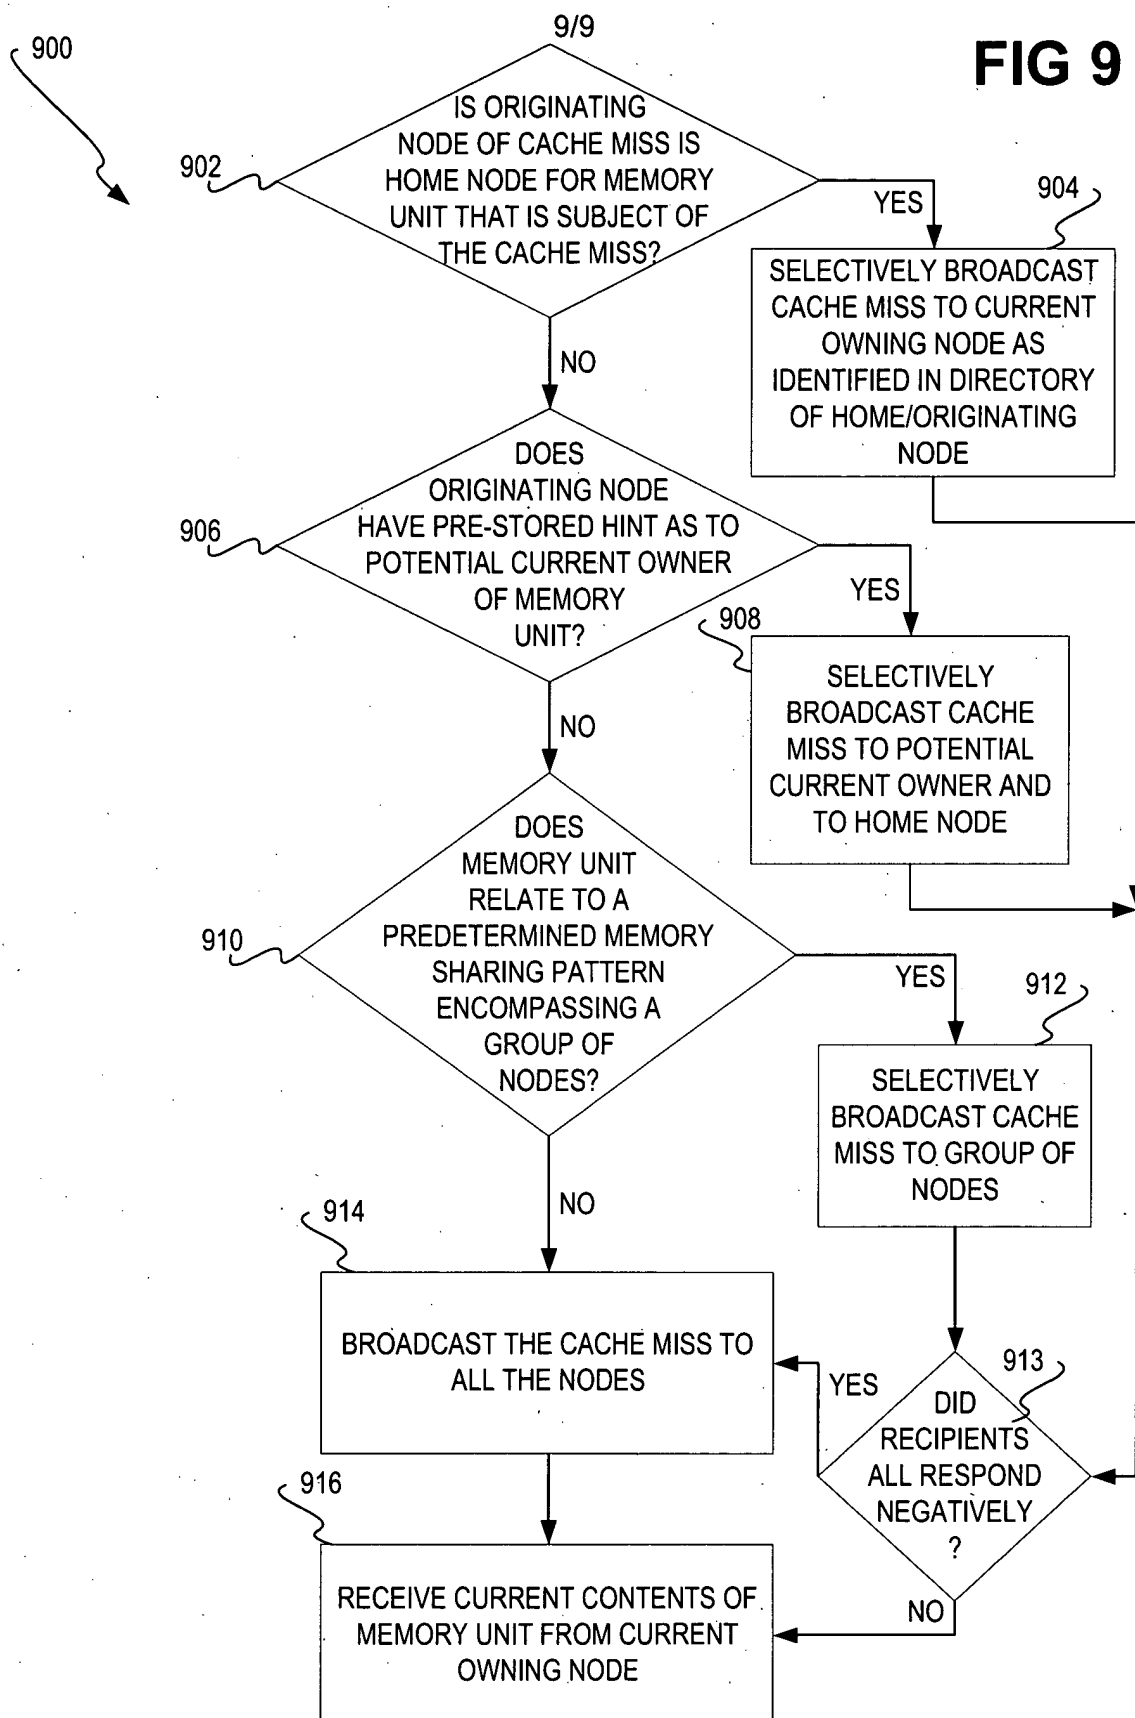 9/9
FIG 9
900
IS ORIGINATING
NODE OF CACHE MISS IS
HOME NODE FOR MEMORY
UNIT THAT IS SUBJECT OF
THE CACHE MISS?
902
YES
904
SELECTIVELY BROADCAST
CACHE MISS TO CURRENT
OWNING NODE AS
IDENTIFIED IN DIRECTORY
OF HOME/ORIGINATING
NODE
NO
DOES
ORIGINATING NODE
HAVE PRE-STORED HINT AS TO
POTENTIAL CURRENT OWNER
OF MEMORY
UNIT?
906
YES
908
SELECTIVELY
BROADCAST CACHE
MISS TO POTENTIAL
CURRENT OWNER AND
TO HOME NODE
NO
DOES
MEMORY UNIT
RELATE TO A
PREDETERMINED MEMORY
SHARING PATTERN
ENCOMPASSING A
GROUP OF
NODES?
910
YES
912
SELECTIVELY
BROADCAST CACHE
MISS TO GROUP OF
NODES
NO
914
BROADCAST THE CACHE MISS TO
ALL THE NODES
YES
913
DID
RECIPIENTS
ALL RESPOND
NEGATIVELY
?
NO
916
RECEIVE CURRENT CONTENTS OF
MEMORY UNIT FROM CURRENT
OWNING NODE